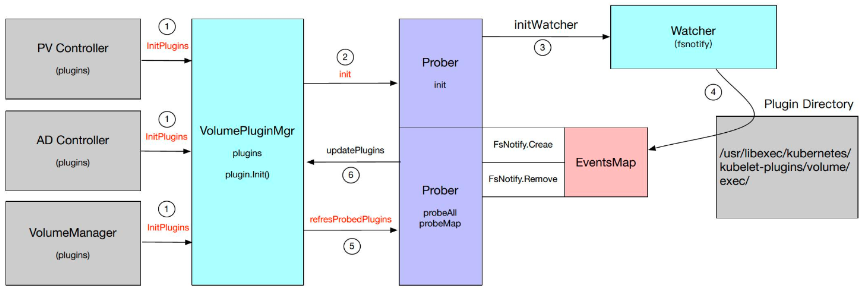 PV Controller
(plugins)
1
InitPlugins
AD Controller
(plugins)
1
InitPlugins
VolumeManager
(plugins)
1
InitPlugins
VolumePluginMgr
plugins
plugin.Init()
2
init
updatePlugins
6
refresProbedPlugins
5
Prober
init
Prober
probeAll
probeMap
initWatcher
3
FsNotify.Creae
FsNotify.Remove
EventsMap
Watcher
(fsnotify)
4
Plugin Directory
/usr/libexec/kubernetes/
kubelet-plugins/volume/
exec/